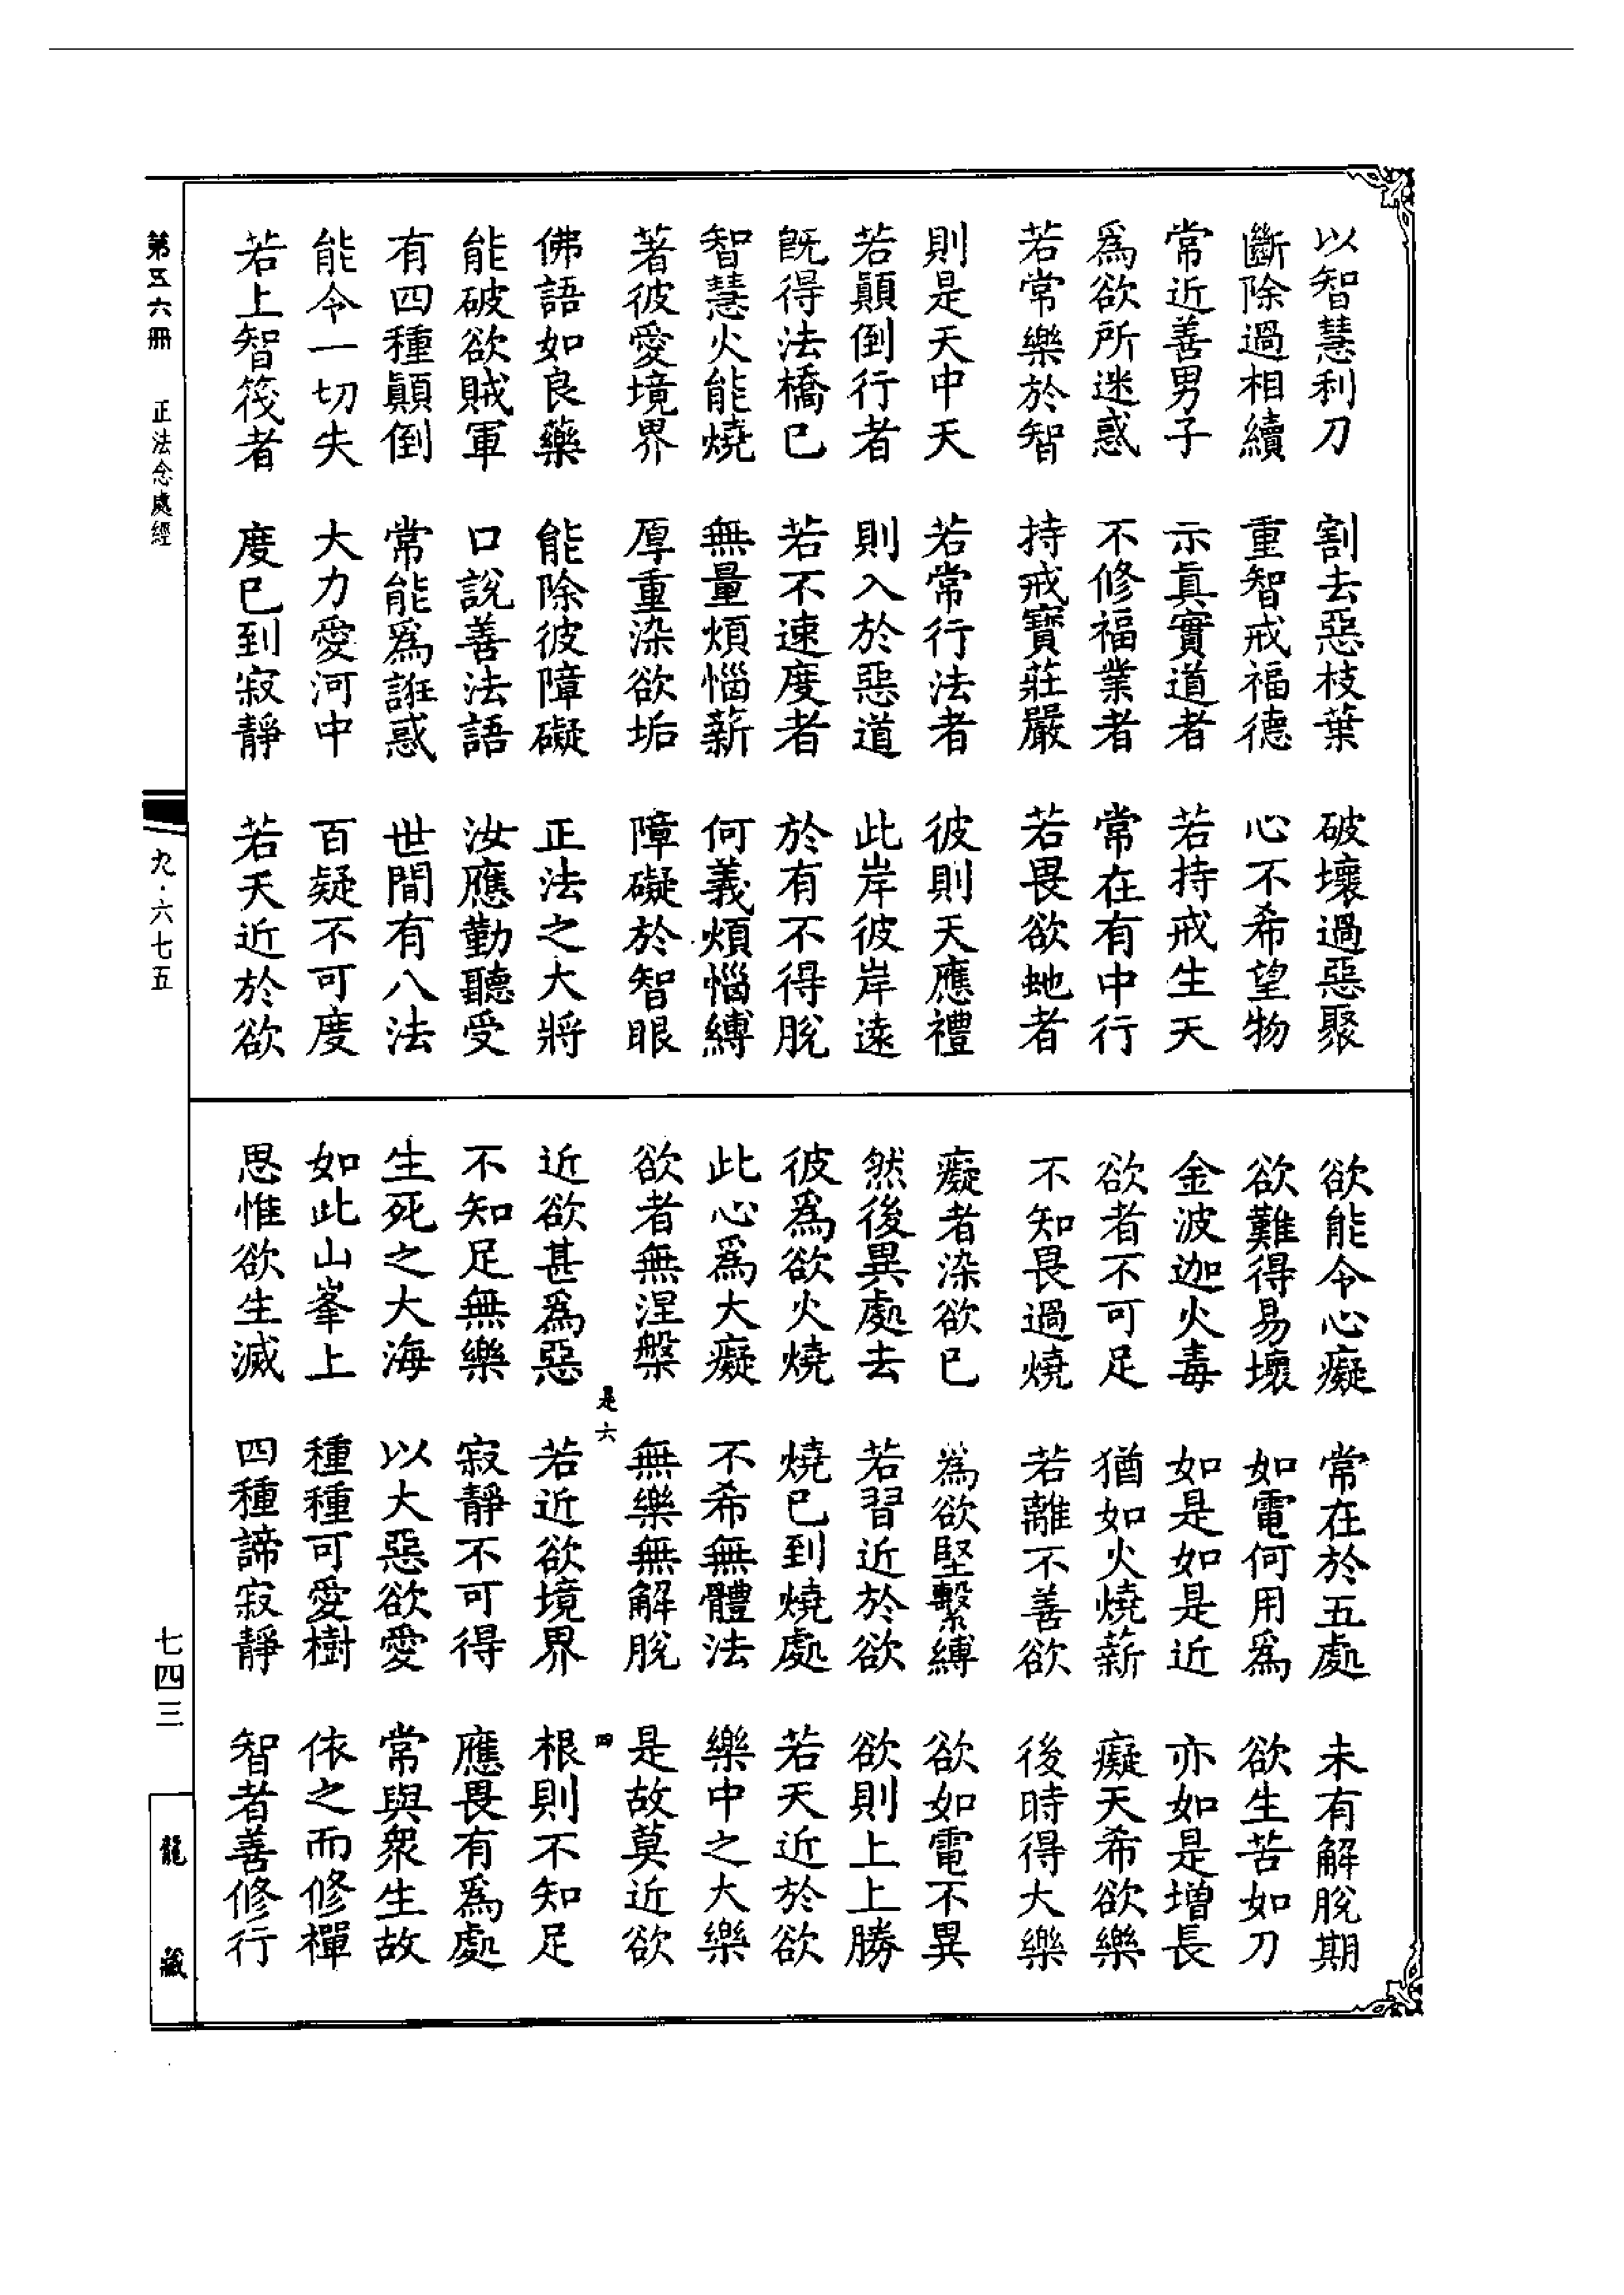 以智慧利刀　割去惡枝葉　破壞過惡聚
斷除過相續　重智戒福德　心不希望物
常近善男子　示眞實道者　若持戒生天
爲欲所迷惑　不修福業者　常在有中行
若常樂於智　持戒寶莊嚴　若畏欲虵者
則是天中天　若常行法者　彼則天應禮
若顛倒行者　則入於惡道　此岸彼岸遠
旣得法橋已　若不速度者　於有不得脫
智慧火能燒　無量煩惱薪　何義煩惱縛
著彼愛境界　厚重染欲垢　障礙於智眼
佛語如良藥　能除彼障礙　正法之大將
能破欲賊軍　口說善法語　汝應勤聽受
有四種顛倒　常能爲誑惑　世間有八法
能令一切失　大力愛河中　百疑不可度
若上智筏者　度已到寂靜　若天近於欲
欲能令心癡　常在於五處　未有解脫期
欲難得易壞　如電何用爲　欲生苦如刀
金波迦火毒　如是如是近　亦如是增長
欲者不可足　猶如火燒薪　癡天希欲樂
不知畏過燒　若離不善欲　後時得大樂
癡者染欲已　爲欲堅繫縛　欲如電不異
然後異處去　若習近於欲　欲則上上勝
彼爲欲火燒　燒已到燒處　若天近於欲
此心爲大癡　不希無體法　樂中之大樂
欲者無涅槃　無樂無解脫　是故莫近欲
是六　四
近欲甚爲惡　若近欲境界　根則不知足
不知足無樂　寂靜不可得　應畏有爲處
生死之大海　以大惡欲愛　常與衆生故
如此山峯上　種種可愛樹　依之而修禪
思惟欲生滅　四種諦寂靜　智者善修行
第五六冊　正法念處經　九·六七五　七四三　龍藏